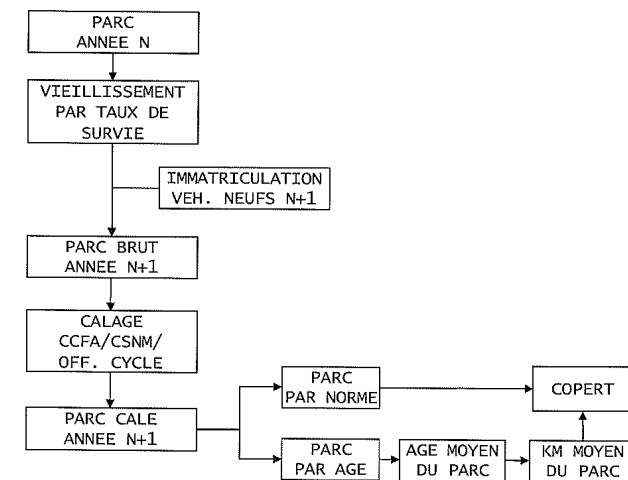 PARC
ANNEE N
VIEILLISSEMENT
PAR TAUX DE
SURVIE
IMMATRICULATION
VEH. NEUFS N+1
PARC BRUT
ANNEE N+1
CALAGE
CCFA/CSNM/
OFF. CYCLE
PARC CALE
ANNEE N+1
PARC
PAR NORME
COPERT
PARC
PAR AGE
AGE MOYEN
DU PARC
KM MOYEN
DU PARC